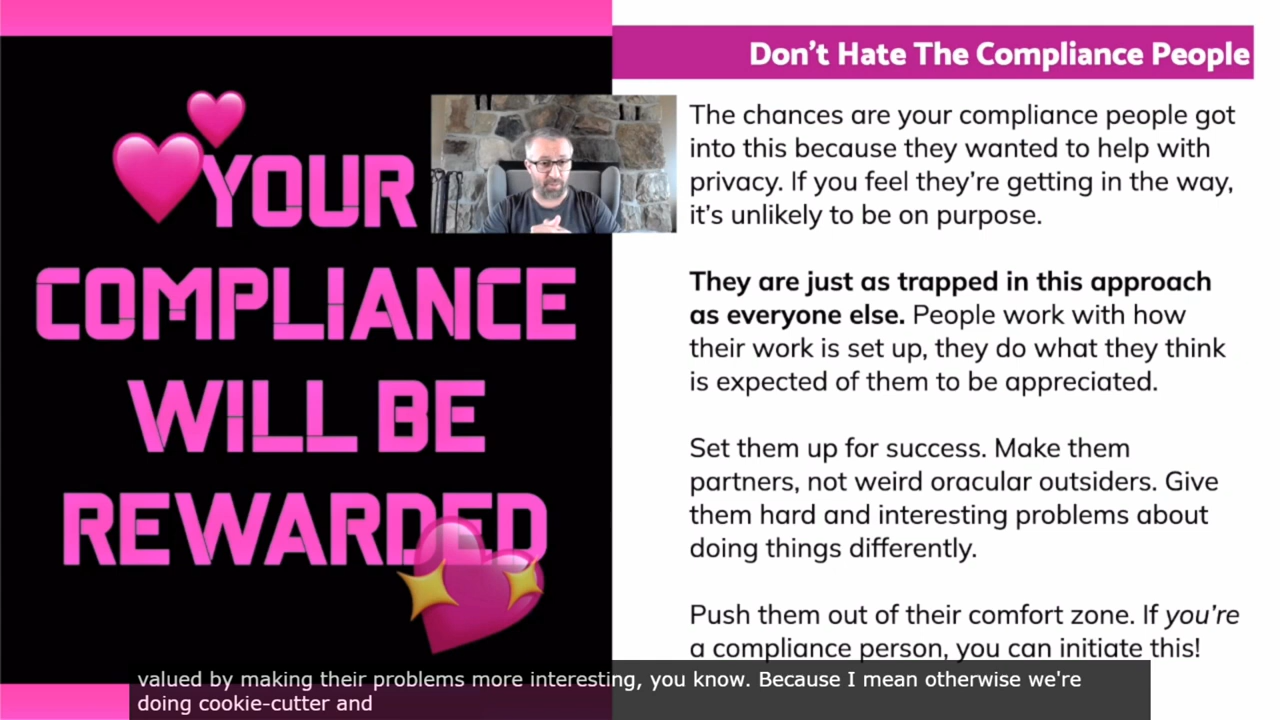 Don't Hate The Compliance People
YOUR
COMPLIANCE
WILL BE
REWARDED
The chances are your compliance people got
into this because they wanted to help with
privacy. If you feel they're getting in the way,
it's unlikely to be on purpose.
They are just as trapped in this approach
as everyone else. People work with how
their work is set up, they do what they think
is expected of them to be appreciated.
Set them up for success. Make them
partners, not weird oracular outsiders. Give
them hard and interesting problems about
doing things differently.
Push them out of their comfort zone. If you're
a compliance person, you can initiate this!
valued by making their problems more interesting, you know. Because I mean otherwise we're
doing cookie-cutter and